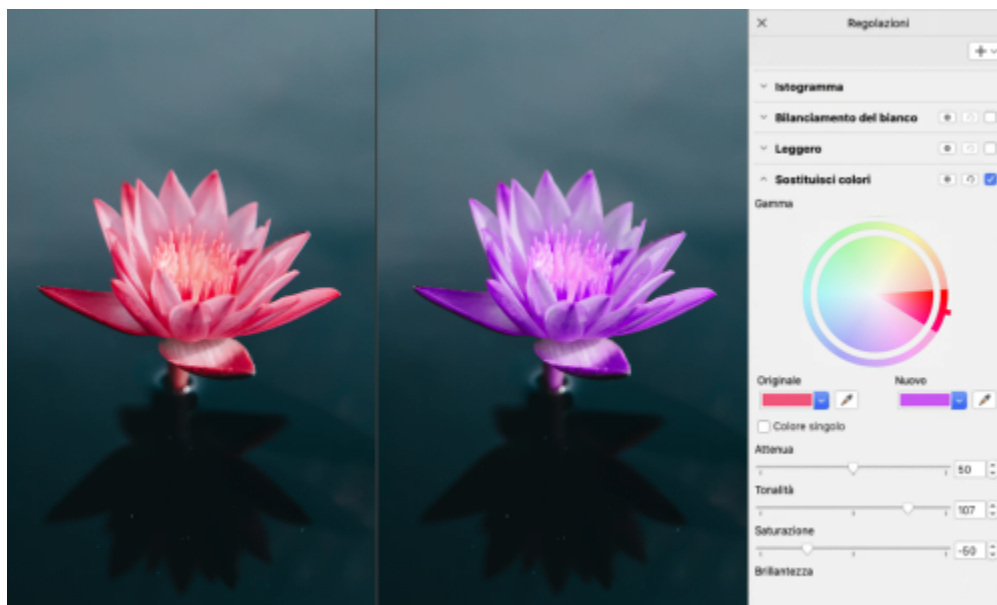 Regolazioni
Istogramma
Bilanciamento del bianco
Leggero
Sostituisci colori
Gamma
Originale Nuovo
Colore singolo
Attenua
50
Tonalità
107
Saturazione
-50
Brillantezza